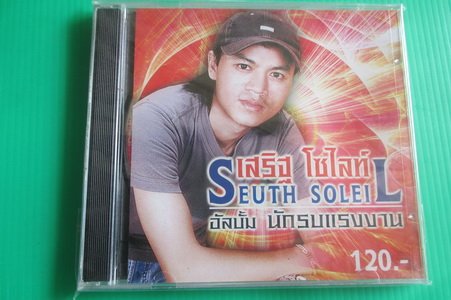 เสริฐ โซไลท์
SEUTH SOLEIL
อัลบั้ม นักรบแรงงาน
120.-